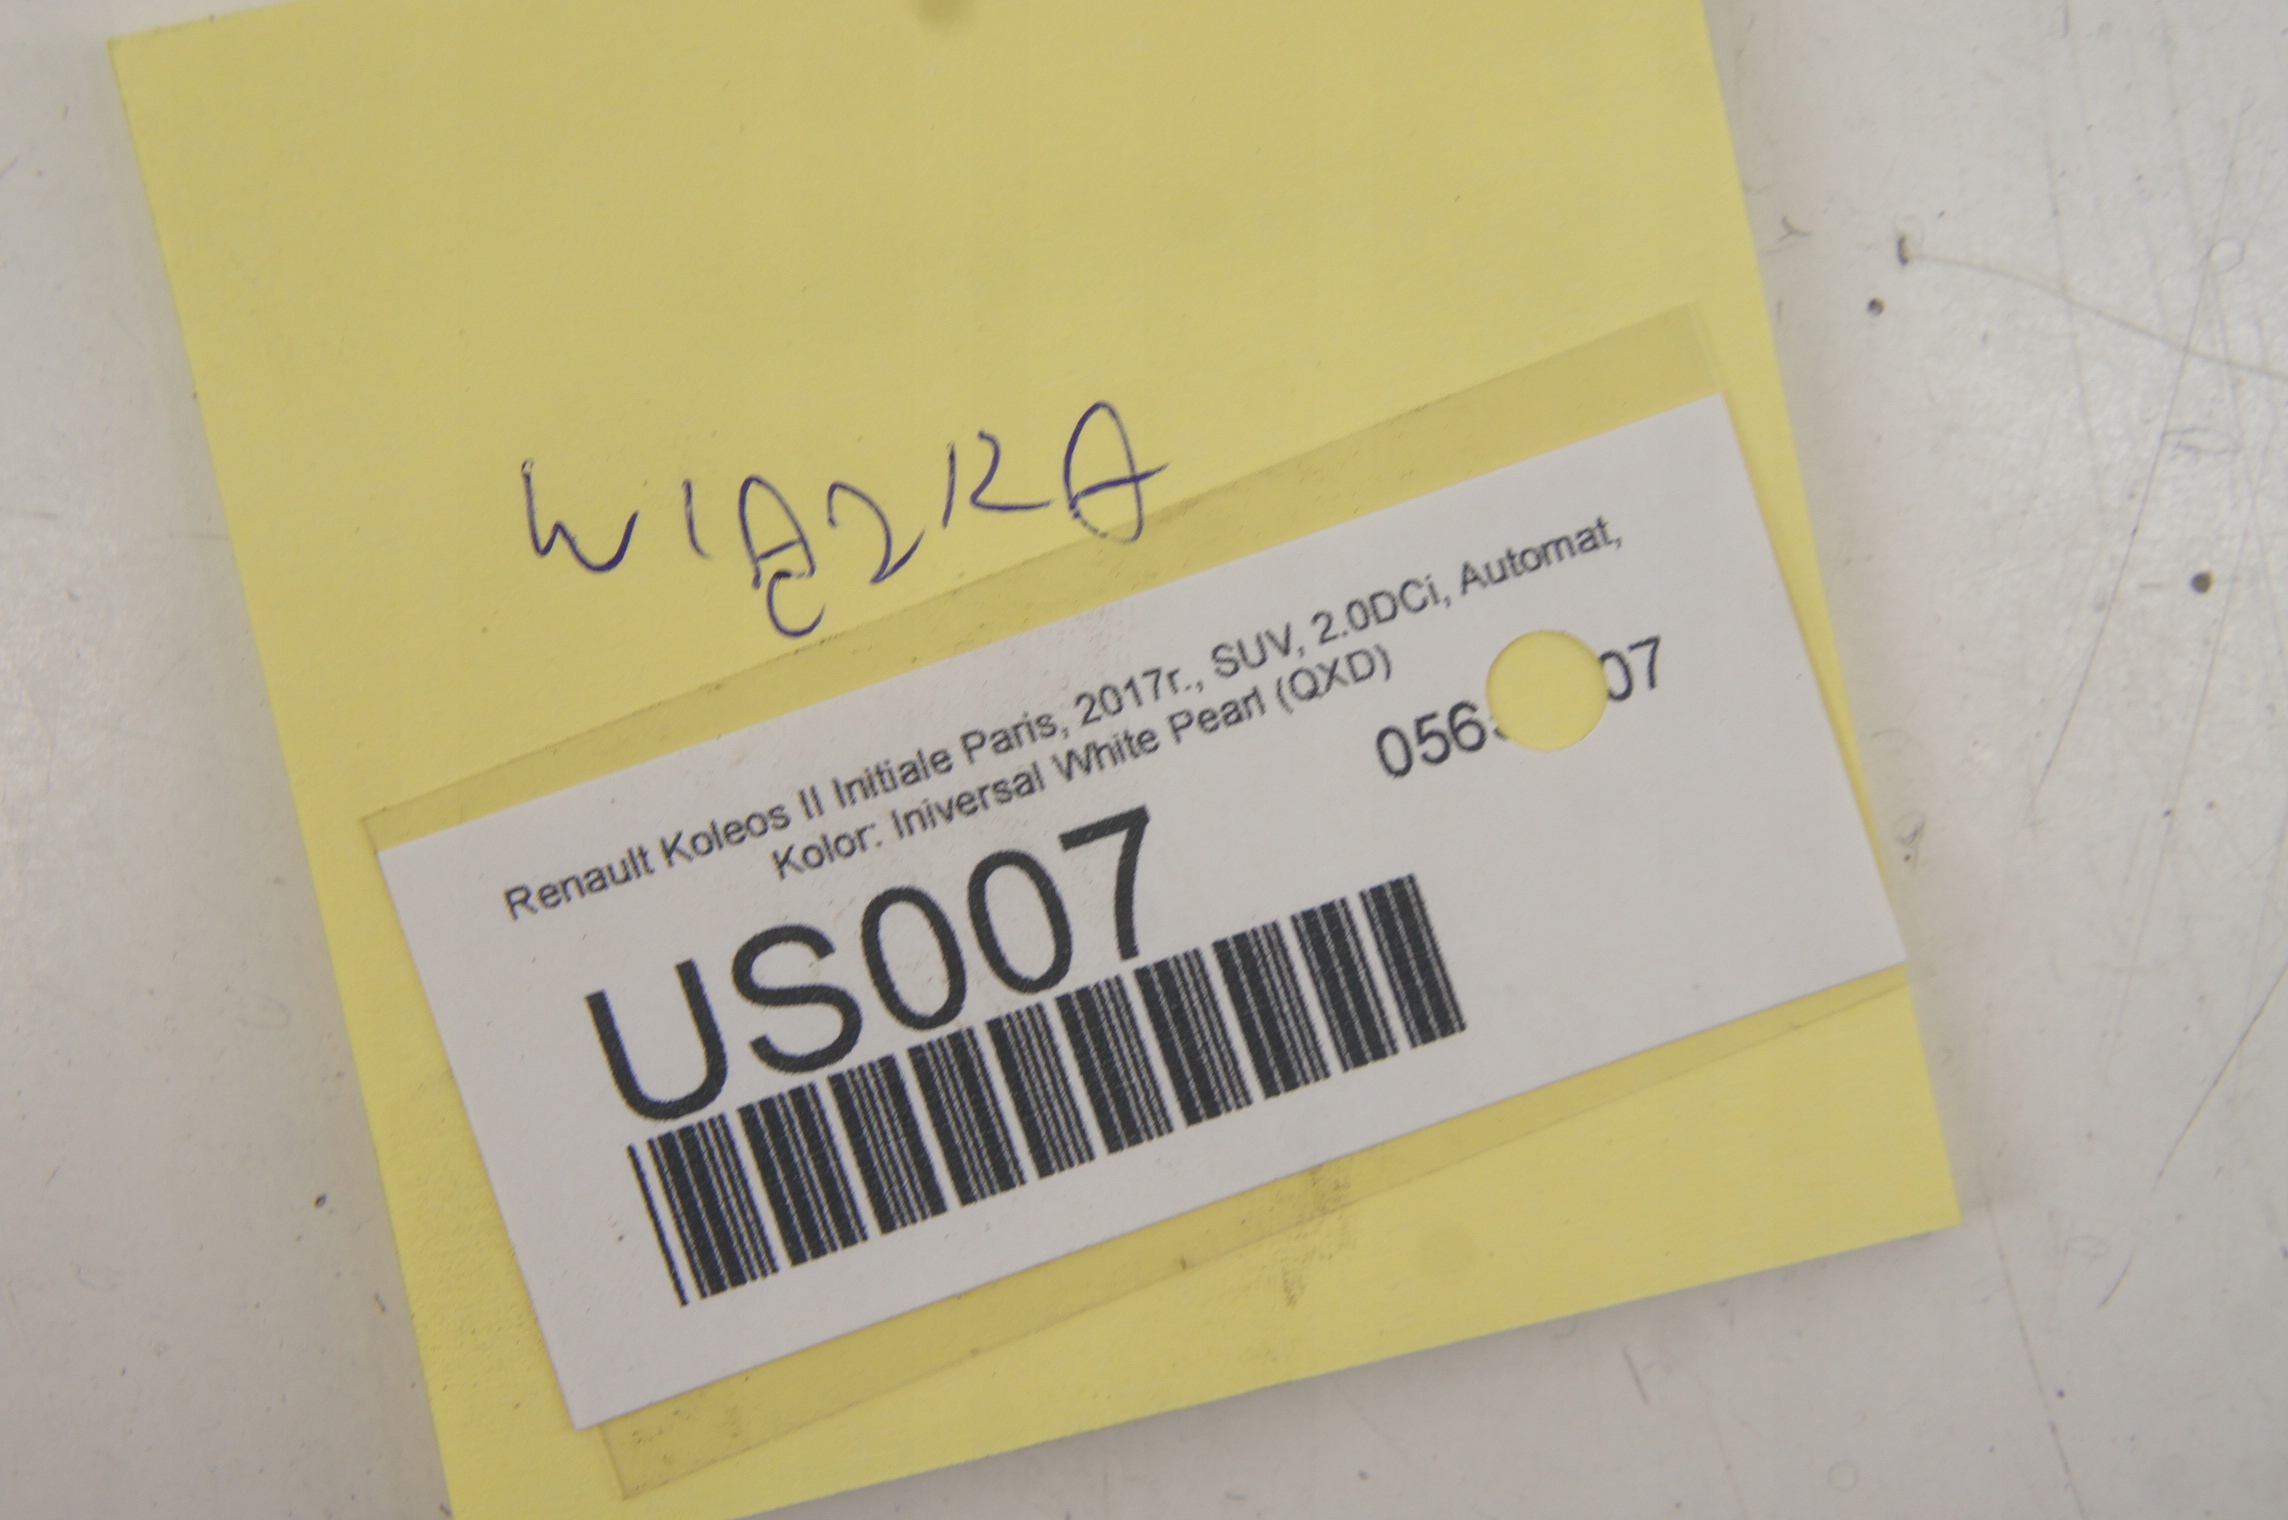 WIĄZKA
Renault Koleos II Initiale Paris, 2017r., SUV, 2.0DCi, Automat,
Kolor: Iniversal White Pearl (QXD)
US007